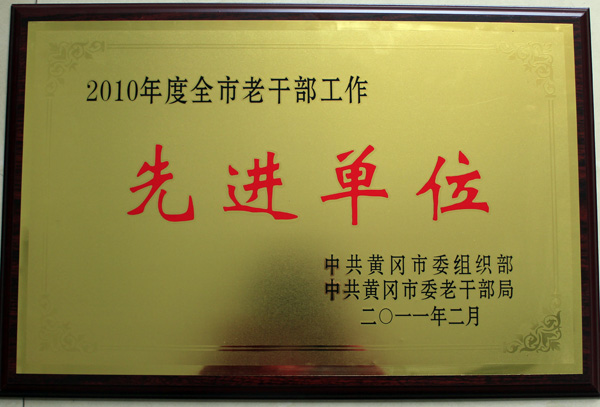 2010年度全市老干部工作
先进单位
中共黄冈市委组织部
中共黄冈市委老干部局
二〇一一年二月